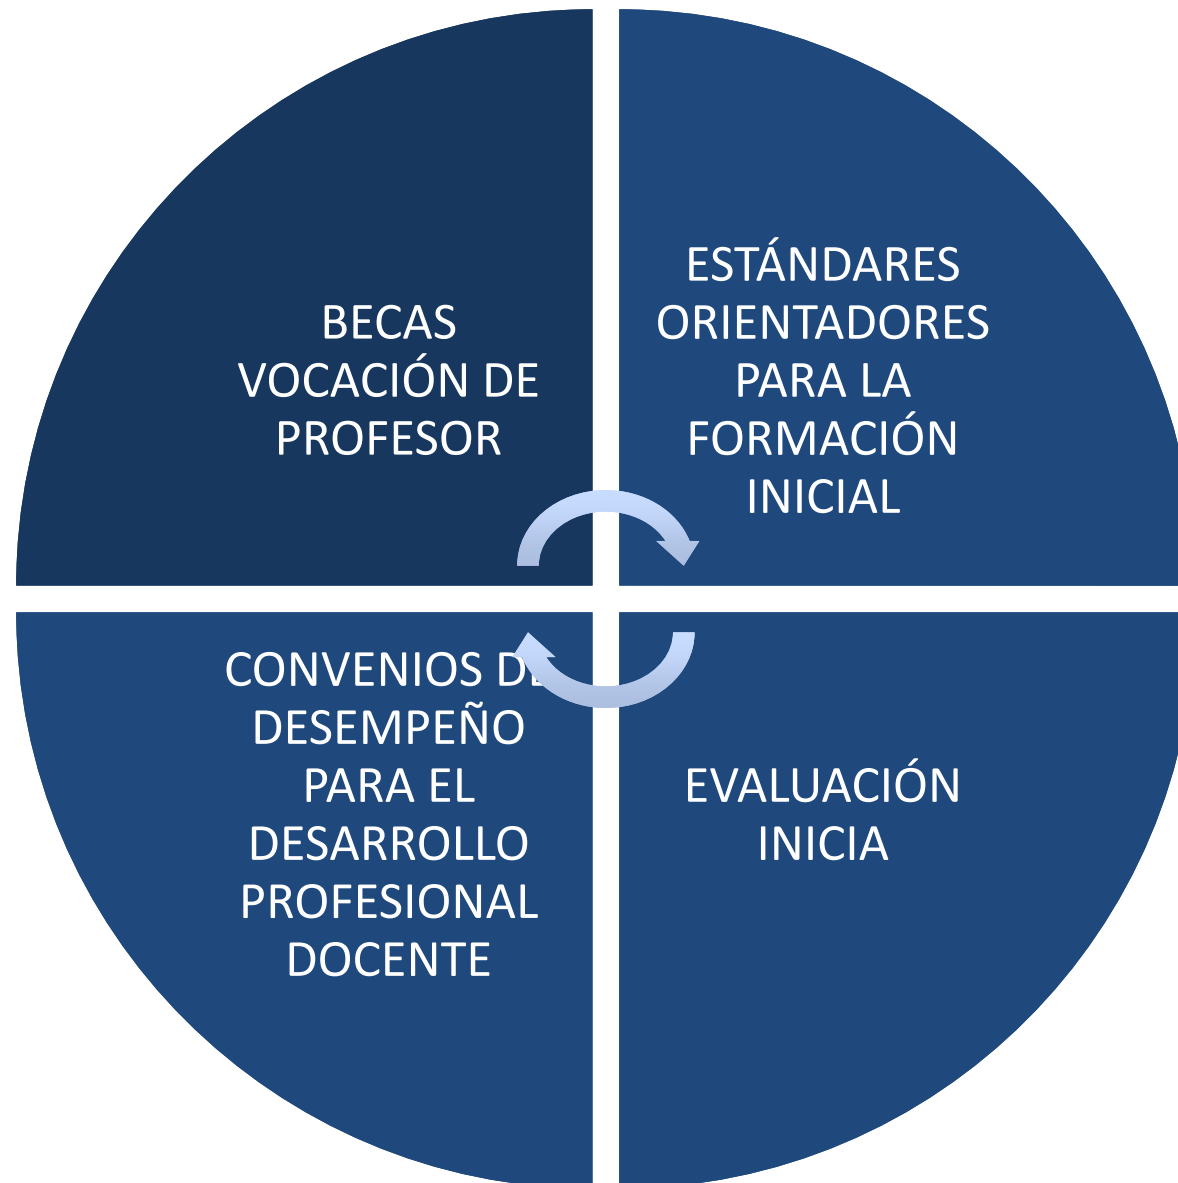 BECAS
VOCACIÓN DE
PROFESOR
ESTÁNDARES
ORIENTADORES
PARA LA
FORMACIÓN
INICIAL
CONVENIOS DE
DESEMPEÑO
PARA EL
DESARROLLO
PROFESIONAL
DOCENTE
EVALUACIÓN
INICIA